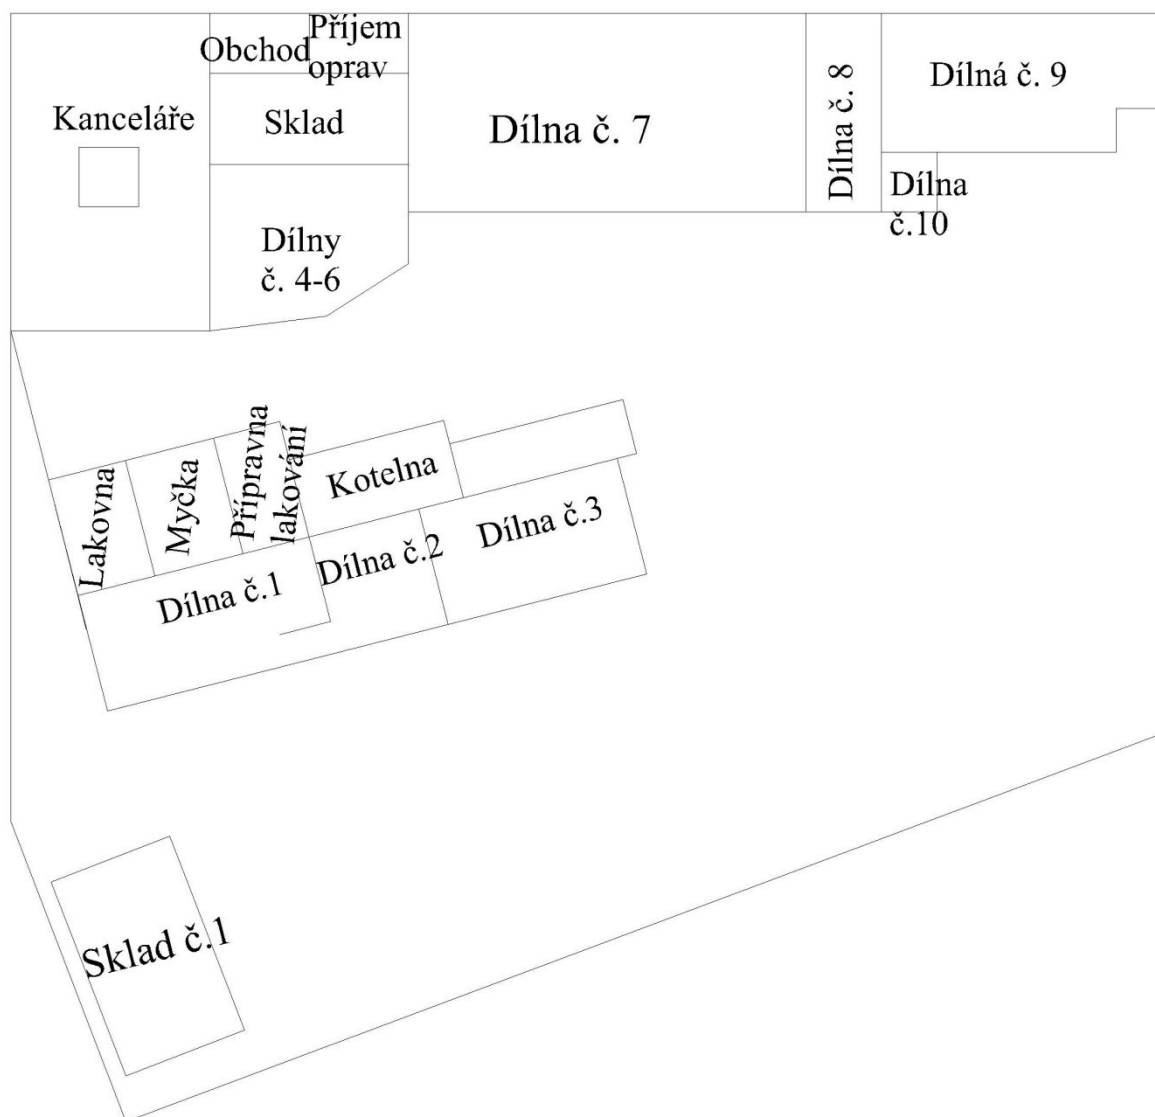 Obchod
Příjem
oprav
Kanceláře
Sklad
Dílna č. 7
Dílna č. 8
Dílná č. 9
Dílna
č.10
Dílny
č. 4-6
Lakovna
Myčka
Přípravna
lakování
Kotelna
Dílna č.1
Dílna č.2
Dílna č.3
Sklad č.1